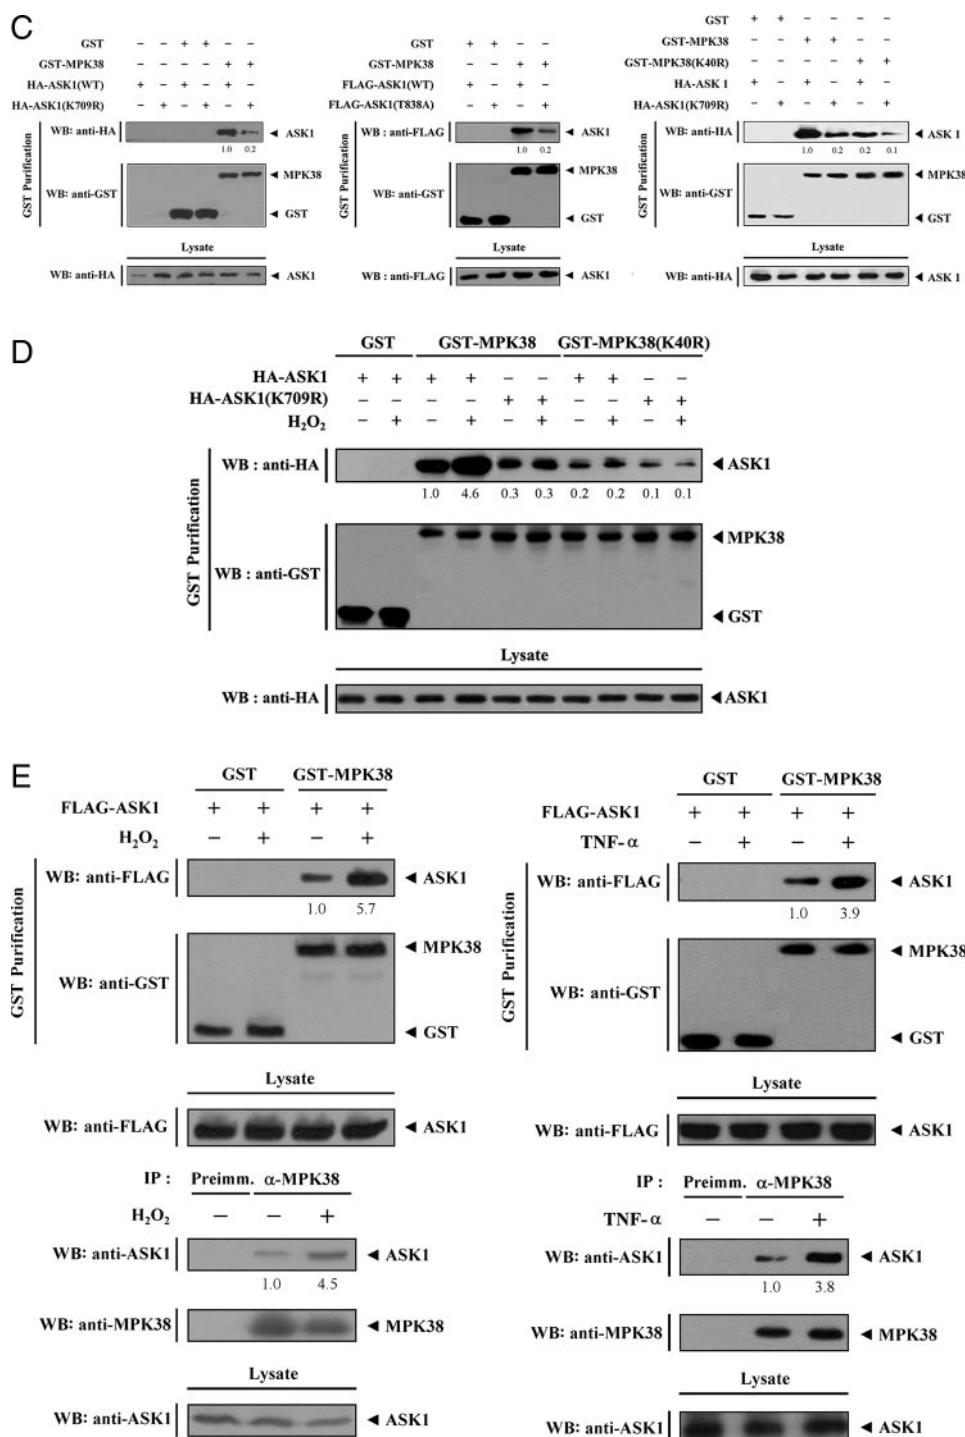 C
GST − − + + − −
GST-MPK38 − − − − + +
HA-ASK1(WT) + − + − + −
HA-ASK1(K709R) − + − + − +
GST Purification
WB: anti-HA ◄ ASK1
1.0 0.2
WB: anti-GST ◄ MPK38
◄ GST
Lysate
WB: anti-HA ◄ ASK1
GST + + − −
GST-MPK38 − − + +
FLAG-ASK1(WT) + − + −
FLAG-ASK1(T838A) − + − +
GST Purification
WB : anti-FLAG ◄ ASK1
1.0 0.2
WB: anti-GST ◄ MPK38
◄ GST
Lysate
WB : anti-FLAG ◄ ASK1
GST + + − − − −
GST-MPK38 − − + + − −
GST-MPK38(K40R) − − − − + +
HA-ASK 1 + − + − + −
HA-ASK1(K709R) − + − + − +
GST Purification
WB: anti-HA ◄ ASK 1
1.0 0.2 0.2 0.1
WB: anti-GST ◄ MPK38
◄ GST
Lysate
WB: anti-HA ◄ ASK 1
D
GST GST-MPK38 GST-MPK38(K40R)
HA-ASK1 + + + + − − + + − −
HA-ASK1(K709R) − − − − + + − − + +
H₂O₂ − + − + − + − + − +
GST Purification
WB : anti-HA ◄ ASK1
1.0 4.6 0.3 0.3 0.2 0.2 0.1 0.1
WB : anti-GST ◄ MPK38
◄ GST
Lysate
WB : anti-HA ◄ ASK1
E
GST GST-MPK38
FLAG-ASK1 + + + +
H₂O₂ − + − +
GST Purification
WB: anti-FLAG ◄ ASK1
1.0 5.7
WB: anti-GST ◄ MPK38
◄ GST
Lysate
WB: anti-FLAG ◄ ASK1
IP : Preimm. α-MPK38
H₂O₂ − − +
WB: anti-ASK1 ◄ ASK1
1.0 4.5
WB: anti-MPK38 ◄ MPK38
Lysate
WB: anti-ASK1 ◄ ASK1
GST GST-MPK38
FLAG-ASK1 + + + +
TNF-α − + − +
GST Purification
WB: anti-FLAG ◄ ASK1
1.0 3.9
WB: anti-GST ◄ MPK38
◄ GST
Lysate
WB: anti-FLAG ◄ ASK1
IP : Preimm. α-MPK38
TNF-α − − +
WB: anti-ASK1 ◄ ASK1
1.0 3.8
WB: anti-MPK38 ◄ MPK38
Lysate
WB: anti-ASK1 ◄ ASK1